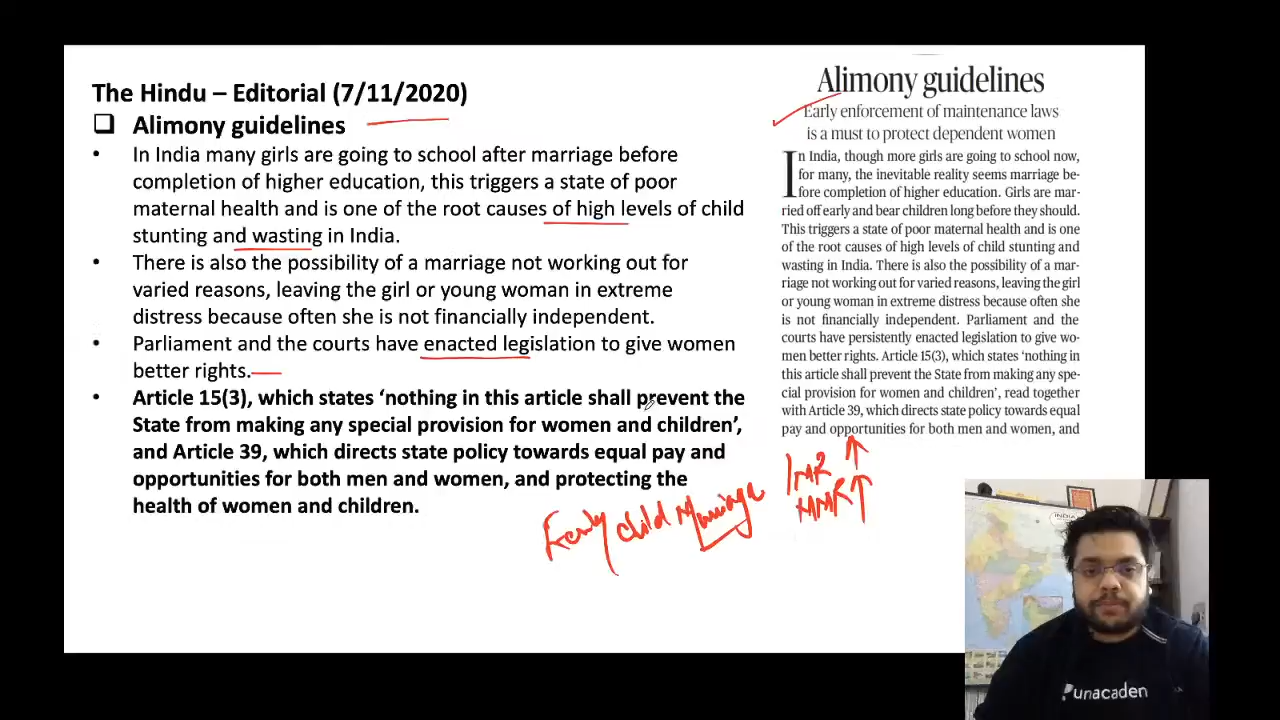 The Hindu – Editorial (7/11/2020)
❑ Alimony guidelines
• In India many girls are going to school after marriage before
completion of higher education, this triggers a state of poor
maternal health and is one of the root causes of high levels of child
stunting and wasting in India.
• There is also the possibility of a marriage not working out for
varied reasons, leaving the girl or young woman in extreme
distress because often she is not financially independent.
• Parliament and the courts have enacted legislation to give women
better rights.
• Article 15(3), which states ‘nothing in this article shall prevent the
State from making any special provision for women and children’,
and Article 39, which directs state policy towards equal pay and
opportunities for both men and women, and protecting the
health of women and children.
Early child Marriage
IMR ↑
MMR ↑
Alimony guidelines
Early enforcement of maintenance laws
is a must to protect dependent women
In India, though more girls are going to school now,
for many, the inevitable reality seems marriage be-
fore completion of higher education. Girls are mar-
ried off early and bear children long before they should.
This triggers a state of poor maternal health and is one
of the root causes of high levels of child stunting and
wasting in India. There is also the possibility of a mar-
riage not working out for varied reasons, leaving the girl
or young woman in extreme distress because often she
is not financially independent. Parliament and the
courts have persistently enacted legislation to give wo-
men better rights. Article 15(3), which states ‘nothing in
this article shall prevent the State from making any spe-
cial provision for women and children’, read together
with Article 39, which directs state policy towards equal
pay and opportunities for both men and women, and
INDIA
unacaden